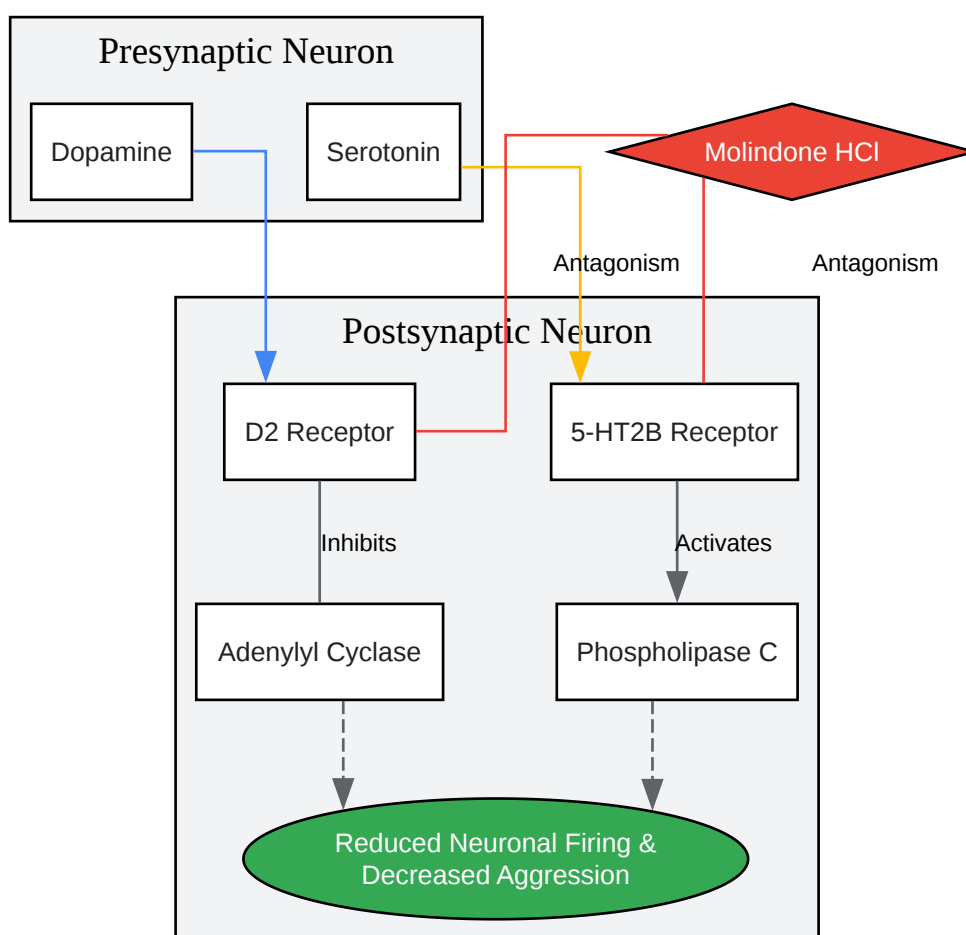 Presynaptic Neuron
Dopamine
Serotonin
Molindone HCl
Antagonism
Antagonism
Postsynaptic Neuron
D2 Receptor
5-HT2B Receptor
Inhibits
Activates
Adenylyl Cyclase
Phospholipase C
Reduced Neuronal Firing &
Decreased Aggression